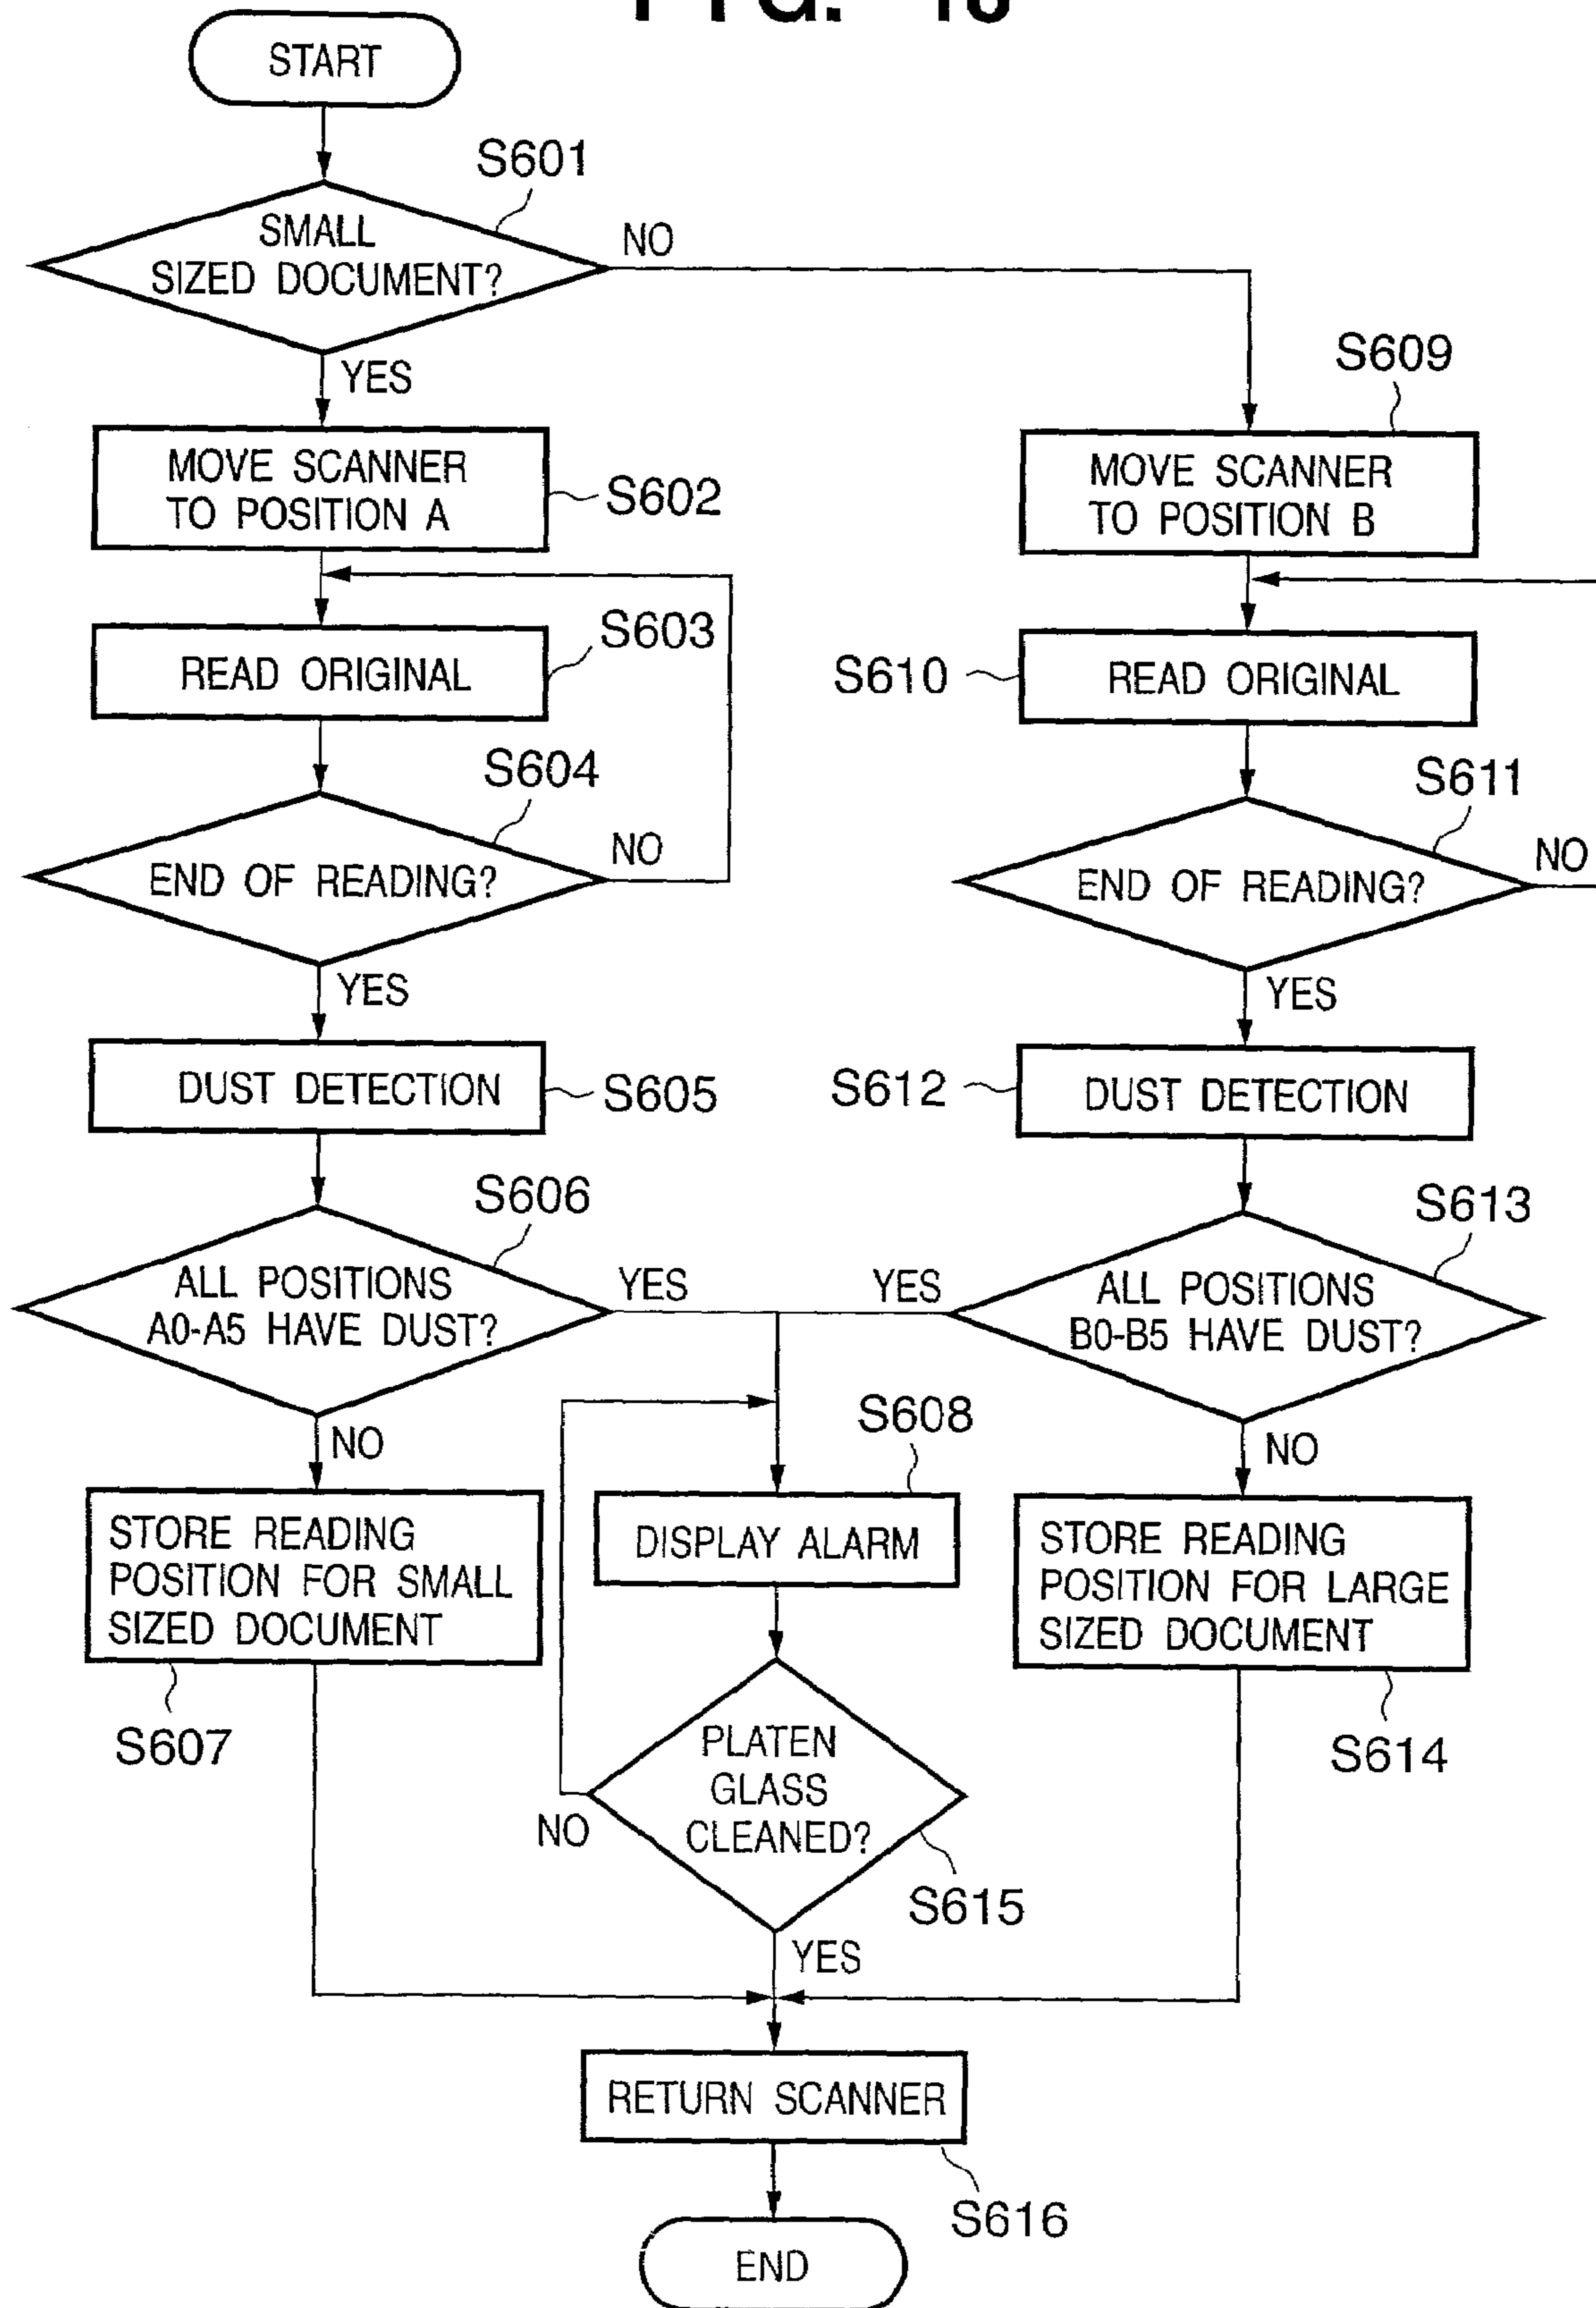 START
S601
SMALL
SIZED DOCUMENT?
NO
YES
S609
MOVE SCANNER
TO POSITION A
S602
MOVE SCANNER
TO POSITION B
S603
READ ORIGINAL
S610
READ ORIGINAL
S604
END OF READING?
NO
S611
END OF READING?
NO
YES
YES
DUST DETECTION
S605
S612
DUST DETECTION
S606
ALL POSITIONS
A0-A5 HAVE DUST?
YES
YES
S613
ALL POSITIONS
B0-B5 HAVE DUST?
NO
NO
S608
STORE READING
POSITION FOR SMALL
SIZED DOCUMENT
S607
DISPLAY ALARM
STORE READING
POSITION FOR LARGE
SIZED DOCUMENT
S614
PLATEN
GLASS
CLEANED?
NO
S615
YES
RETURN SCANNER
S616
END